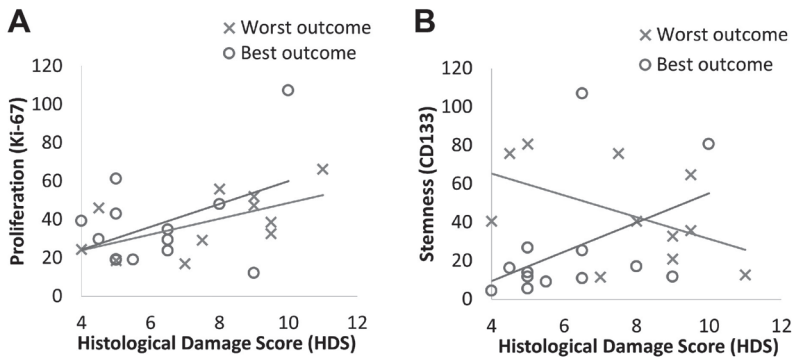 A
× Worst outcome
○ Best outcome
Proliferation (Ki-67)
120
100
80
60
40
20
0
4 6 8 10 12
Histological Damage Score (HDS)
B
× Worst outcome
○ Best outcome
Stemness (CD133)
120
100
80
60
40
20
0
4 6 8 10 12
Histological Damage Score (HDS)